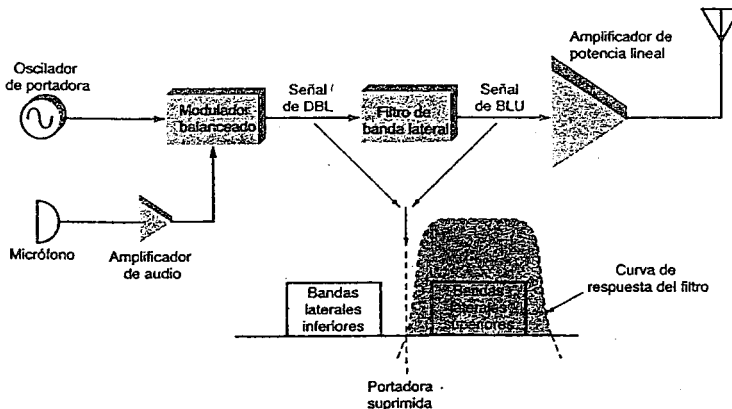 Oscilador
de portadora
Modulador
balanceado
Señal
de DBL
Filtro de
banda lateral
Señal
de BLU
Amplificador de
potencia lineal
Micrófono
Amplificador
de audio
Bandas
laterales
inferiores
Bandas
laterales
superiores
Curva de
respuesta del filtro
Portadora
suprimida